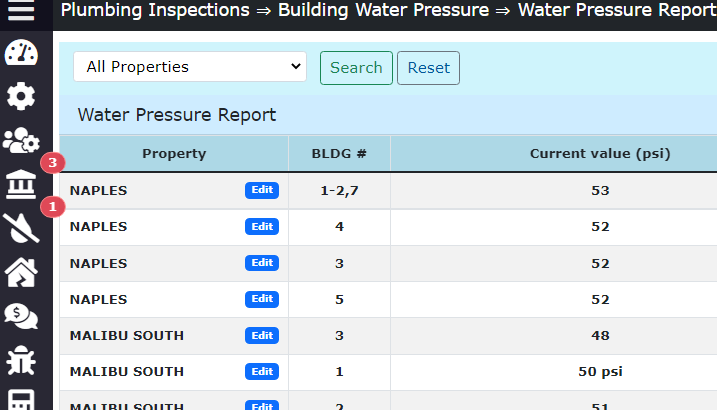 Plumbing Inspections ⇒ Building Water Pressure ⇒ Water Pressure Report
All Properties Search Reset
Water Pressure Report
Property BLDG # Current value (psi)
3
NAPLES Edit 1-2,7 53
1
NAPLES Edit 4 52
NAPLES Edit 3 52
NAPLES Edit 5 52
$
MALIBU SOUTH Edit 3 48
MALIBU SOUTH Edit 1 50 psi
MALIBU SOUTH Edit 2 51